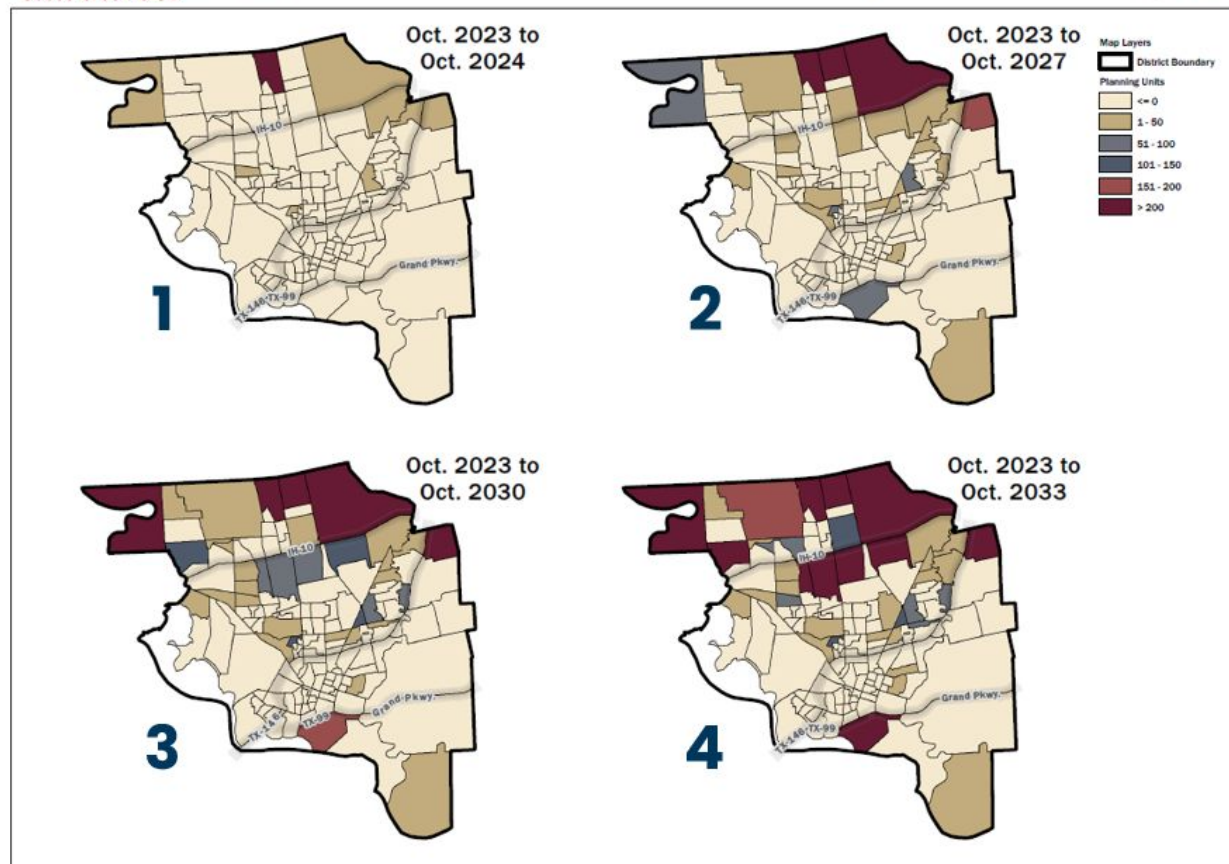 Oct. 2023 to
Oct. 2024
IH-10
Grand Pkwy.
TX-146
TX-99
1
Oct. 2023 to
Oct. 2027
IH-10
Grand Pkwy.
TX-146
TX-99
2
Map Layers
District Boundary
Planning Units
<= 0
1 - 50
51 - 100
101 - 150
151 - 200
> 200
Oct. 2023 to
Oct. 2030
IH-10
Grand Pkwy.
TX-146
TX-99
3
Oct. 2023 to
Oct. 2033
IH-10
Grand Pkwy.
TX-146
TX-99
4